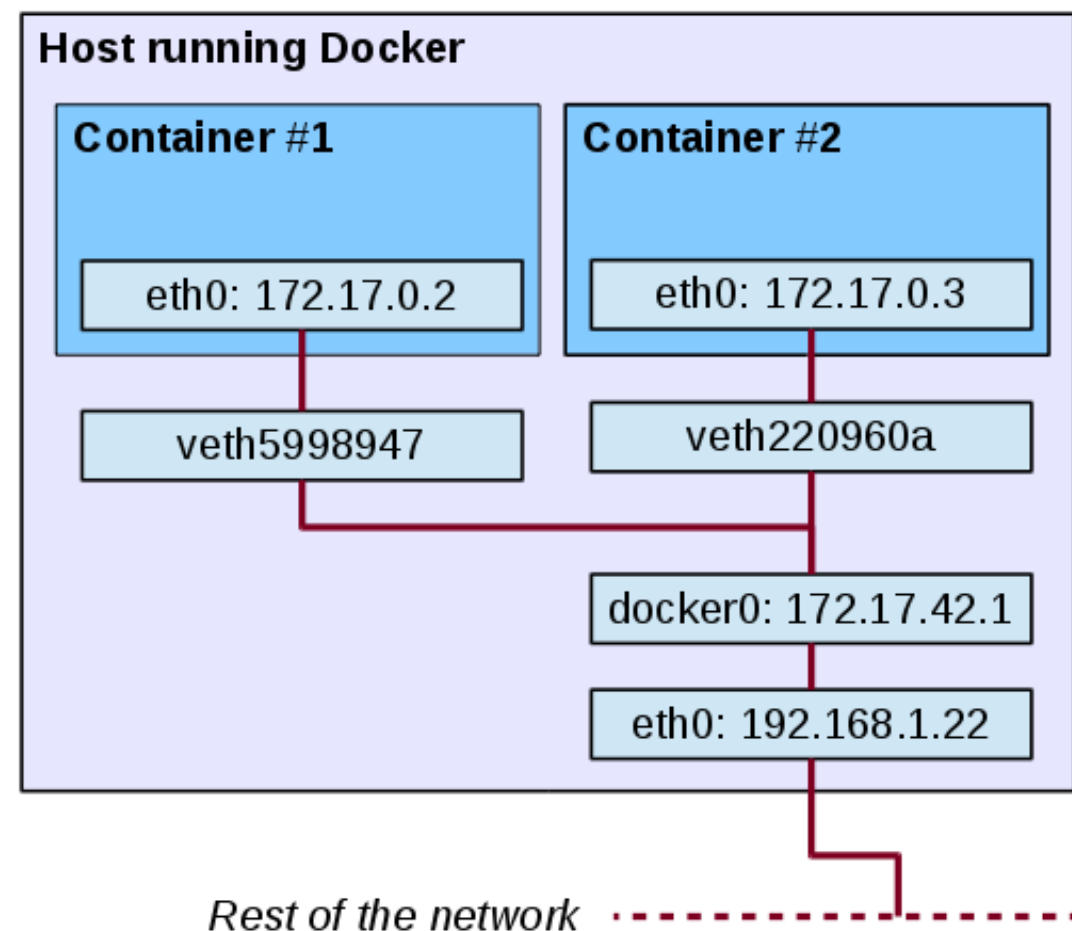 Host running Docker
Container #1
eth0: 172.17.0.2
veth5998947
Container #2
eth0: 172.17.0.3
veth220960a
docker0: 172.17.42.1
eth0: 192.168.1.22
Rest of the network